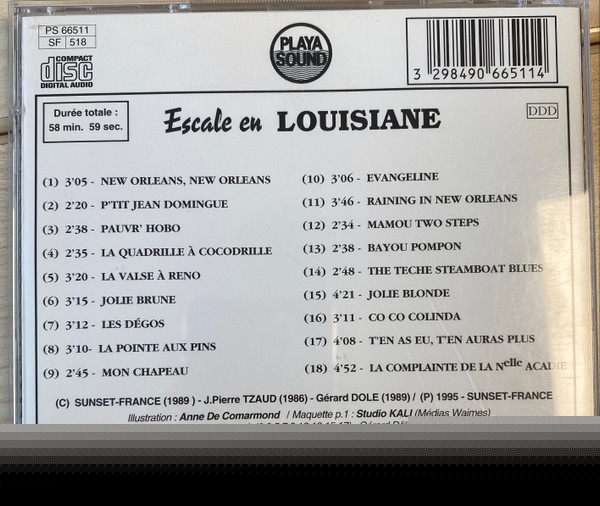 PS 66511
SF 518
COMPACT
disc
DIGITAL AUDIO
PLAYA
SOUND
3 298490 665114
Durée totale :
58 min. 59 sec.
Escale en LOUISIANE
DDD
(1) 3'05 - NEW ORLEANS, NEW ORLEANS
(2) 2'20 - P'TIT JEAN DOMINGUE
(3) 2'38 - PAUVR' HOBO
(4) 2'35 - LA QUADRILLE À COCODRILLE
(5) 3'20 - LA VALSE À RENO
(6) 3'15 - JOLIE BRUNE
(7) 3'12 - LES DÉGOS
(8) 3'10- LA POINTE AUX PINS
(9) 2'45 - MON CHAPEAU
(10) 3'06 - EVANGELINE
(11) 3'46 - RAINING IN NEW ORLEANS
(12) 2'34 - MAMOU TWO STEPS
(13) 2'38 - BAYOU POMPON
(14) 2'48 - THE TECHE STEAMBOAT BLUES
(15) 4'21 - JOLIE BLONDE
(16) 3'11 - CO CO COLINDA
(17) 4'08 - T'EN AS EU, T'EN AURAS PLUS
(18) 4'52 - LA COMPLAINTE DE LA Nelle ACADIE
(C) SUNSET-FRANCE (1989 ) - J.Pierre TZAUD (1986) - Gérard DOLE (1989) / (P) 1995 - SUNSET-FRANCE
Illustration : Anne De Comarmond / Maquette p.1 : Studio KALI (Médias Waimes)